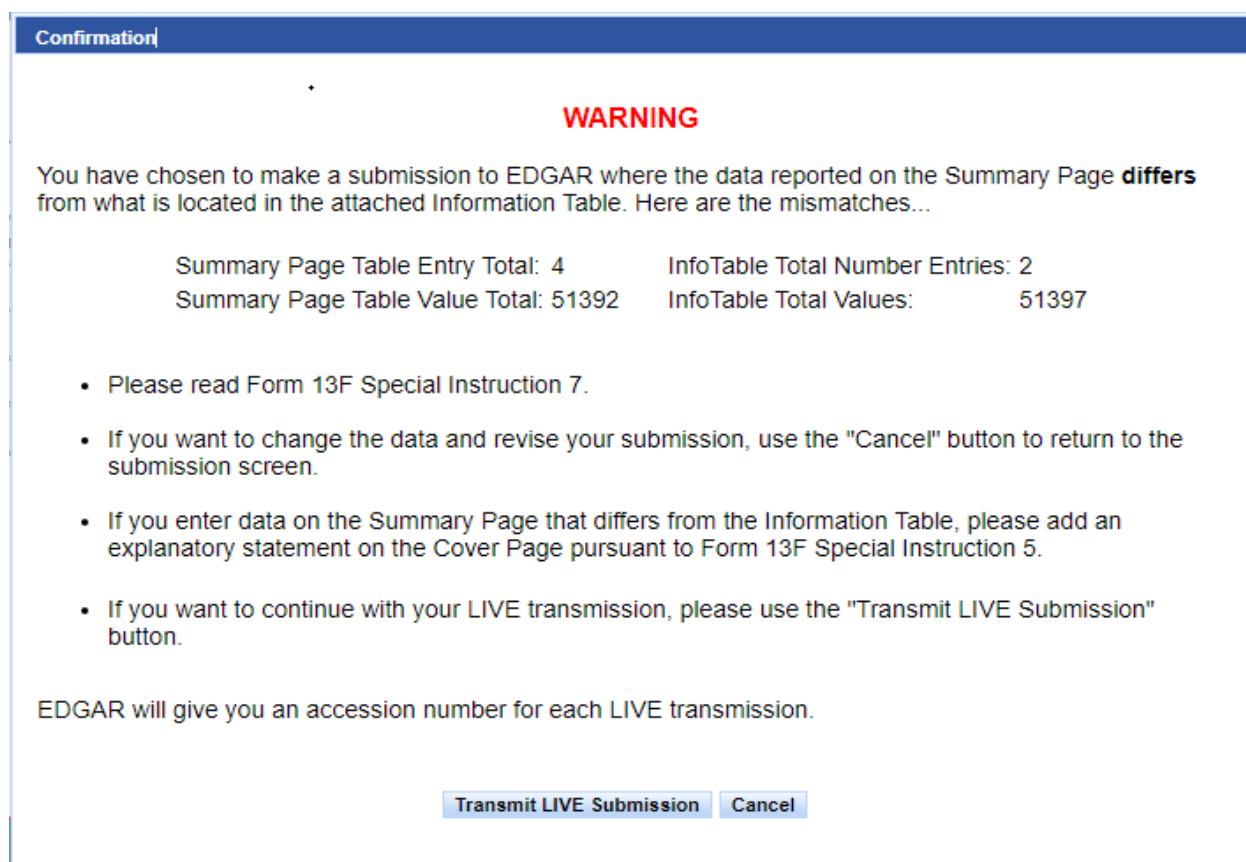 Confirmation
WARNING
You have chosen to make a submission to EDGAR where the data reported on the Summary Page differs
from what is located in the attached Information Table. Here are the mismatches...
Summary Page Table Entry Total: 4 InfoTable Total Number Entries: 2
Summary Page Table Value Total: 51392 InfoTable Total Values: 51397
• Please read Form 13F Special Instruction 7.
• If you want to change the data and revise your submission, use the "Cancel" button to return to the
submission screen.
• If you enter data on the Summary Page that differs from the Information Table, please add an
explanatory statement on the Cover Page pursuant to Form 13F Special Instruction 5.
• If you want to continue with your LIVE transmission, please use the "Transmit LIVE Submission"
button.
EDGAR will give you an accession number for each LIVE transmission.
Transmit LIVE Submission Cancel